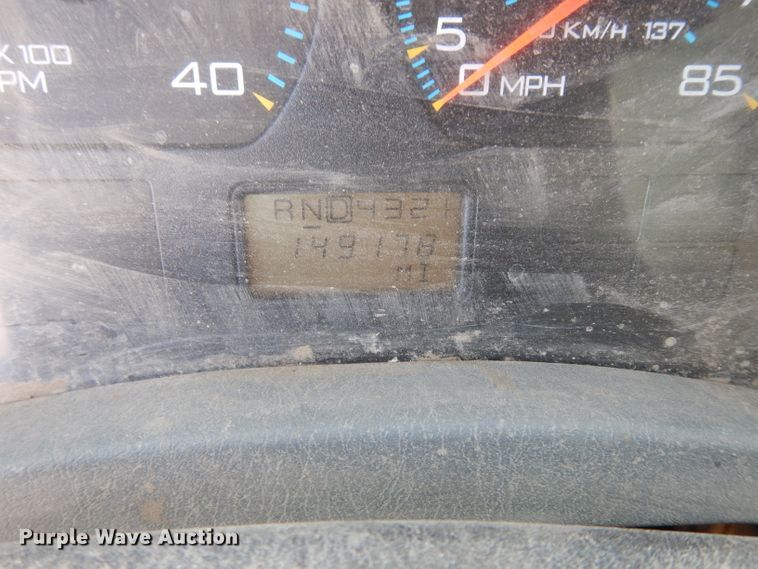 x100
PM
40
5
0 MPH
KM/H 137
85
RND4321
149178
MI
Purple Wave Auction